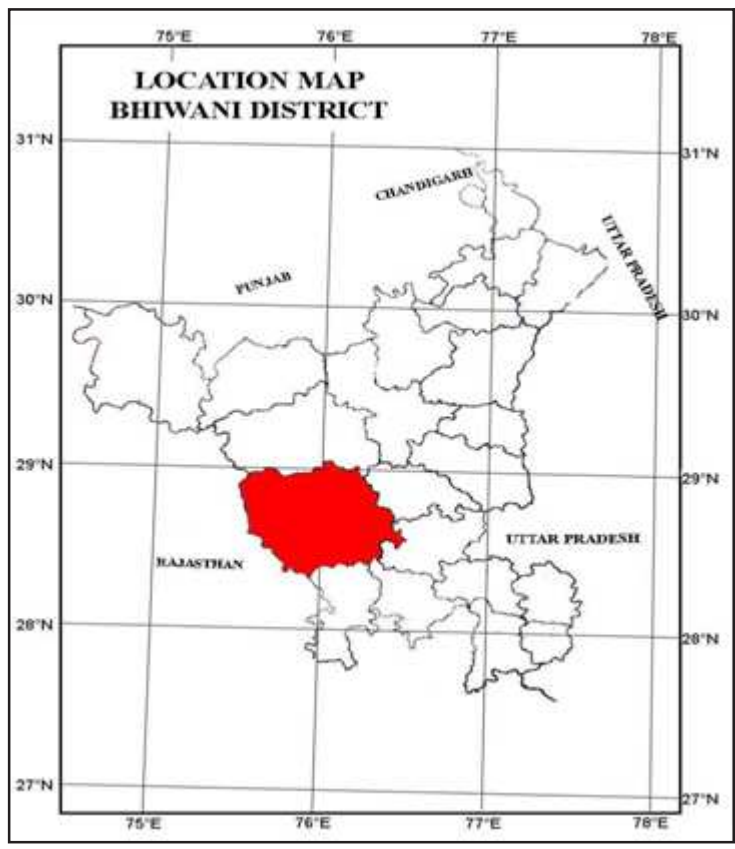 75°E 76°E 77°E 78°E
LOCATION MAP
BHIWANI DISTRICT
31°N 31°N
CHANDIGARH
UTTAR PRADESH
PUNJAB
30°N 30°N
29°N 29°N
UTTAR PRADESH
RAJASTHAN
28°N 28°N
27°N 27°N
75°E 76°E 77°E 78°E